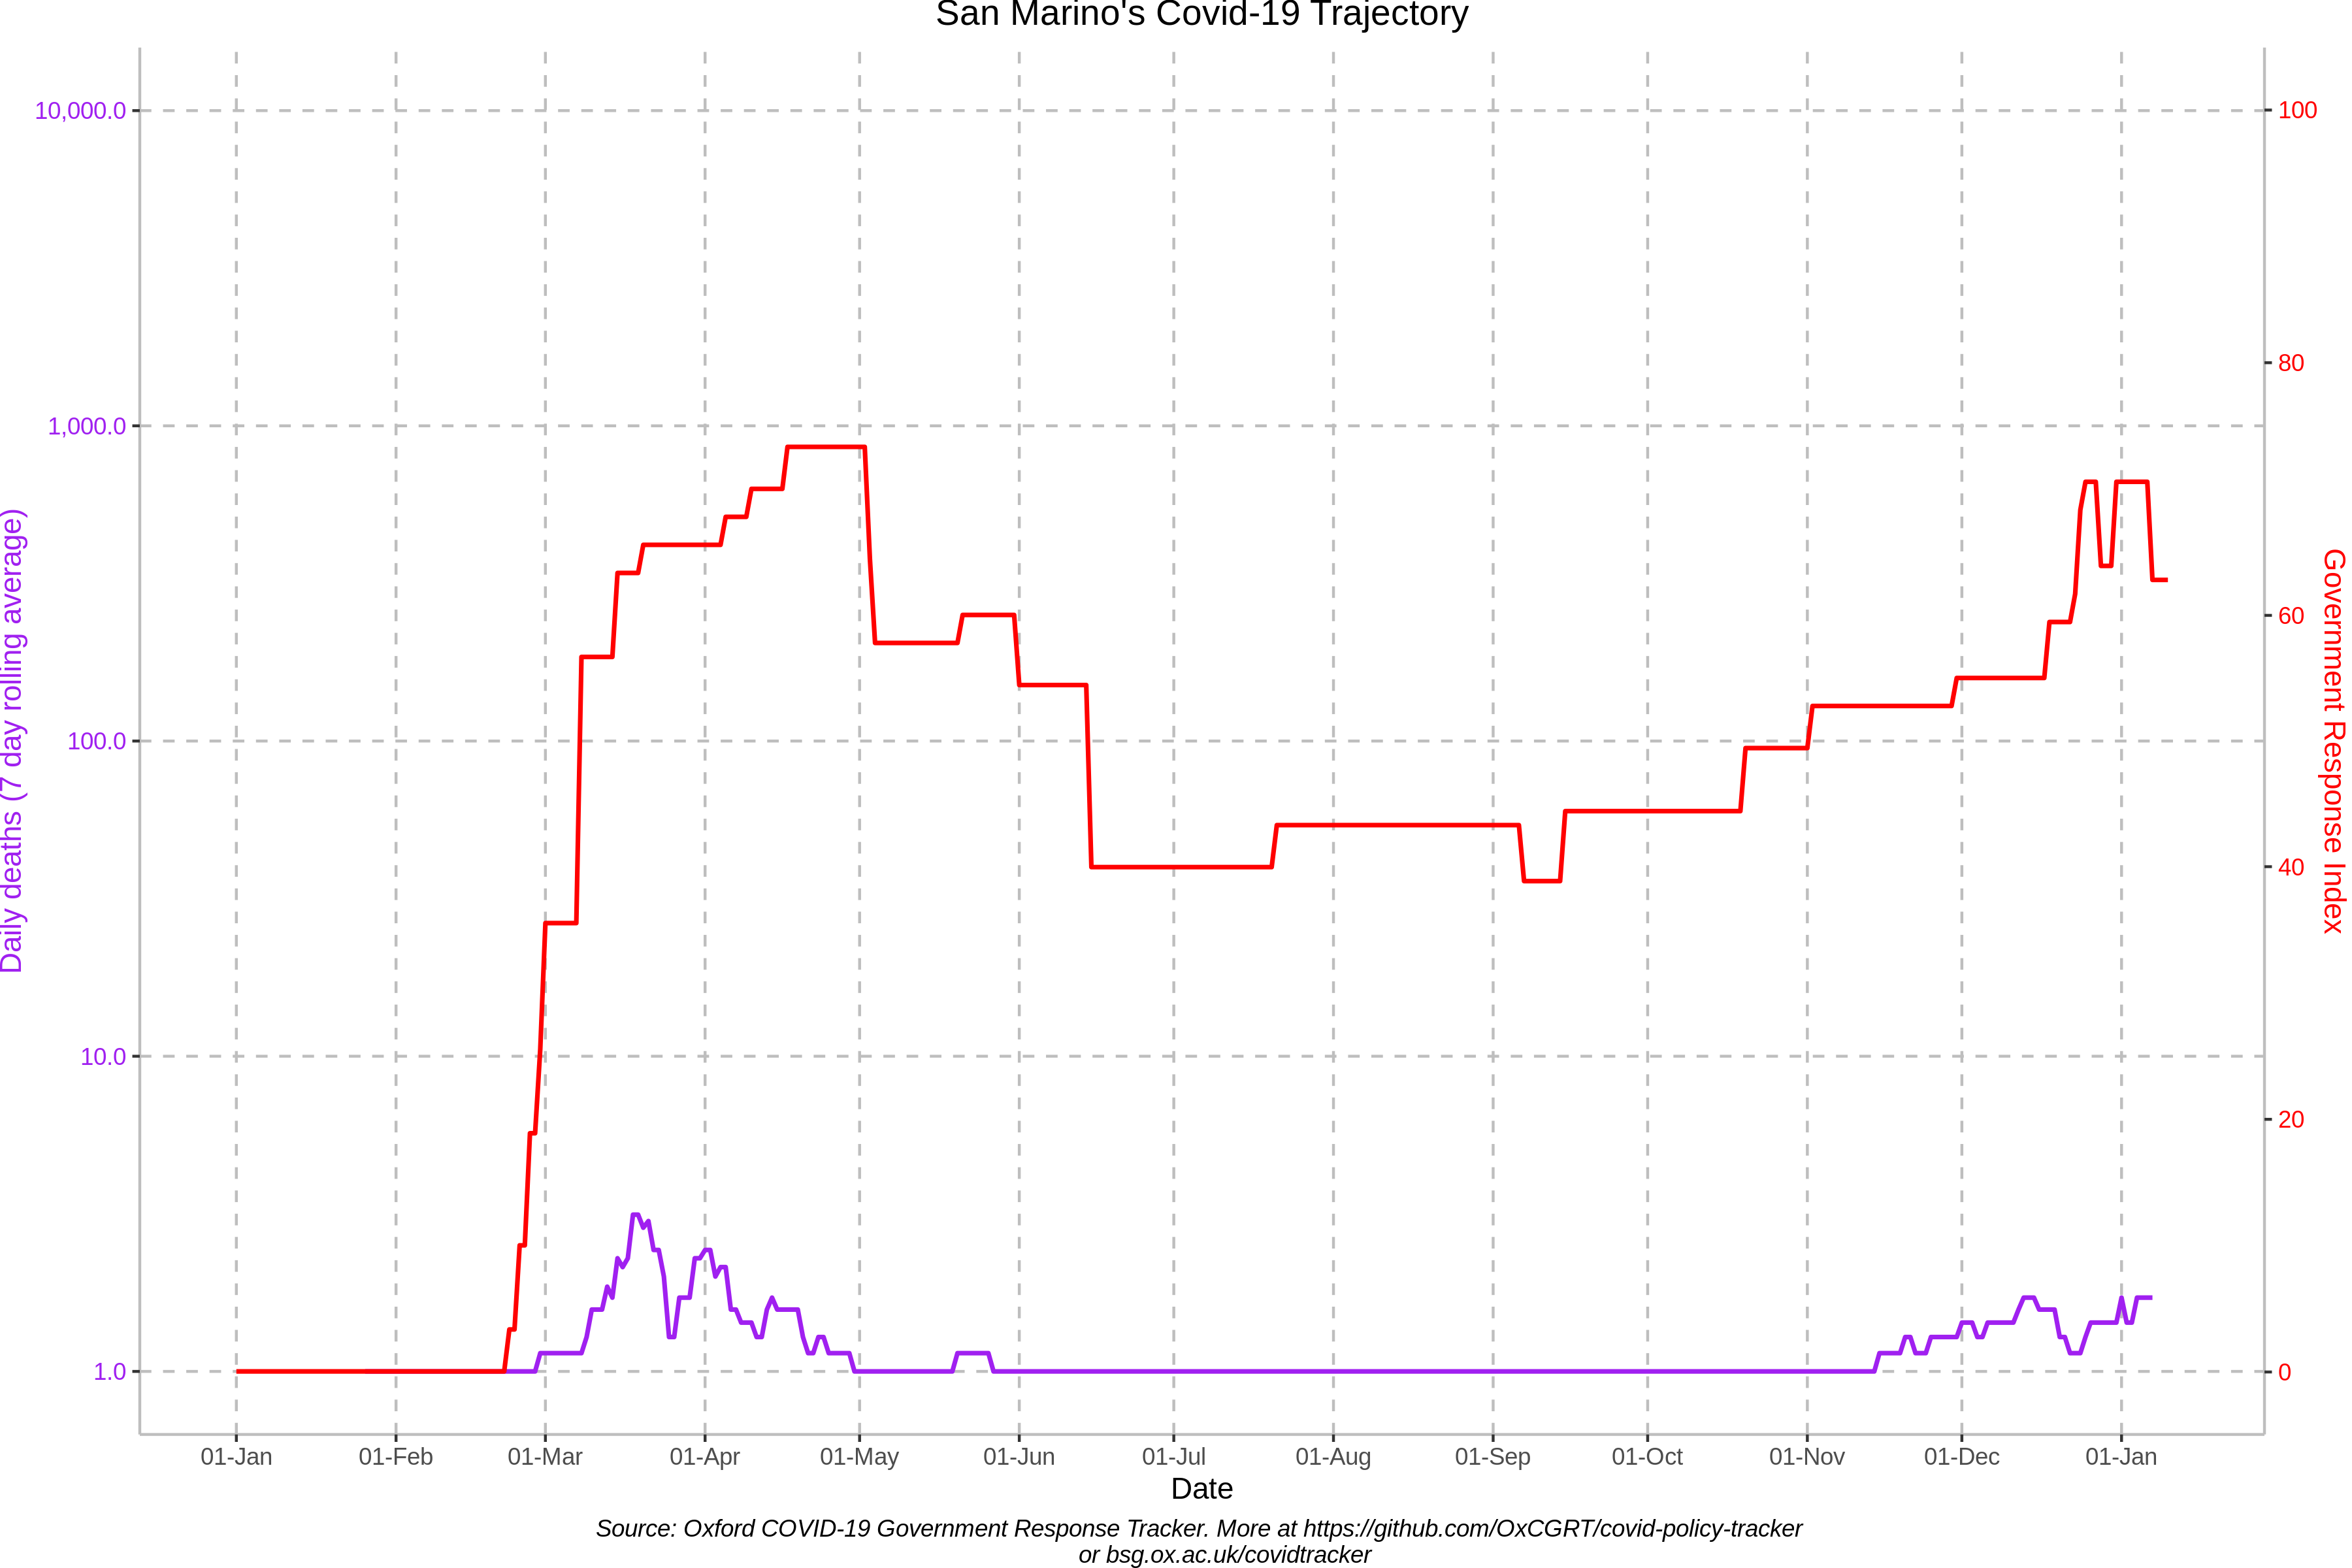 San Marino's Covid-19 Trajectory
10,000.0
1,000.0
100.0
10.0
1.0
Daily deaths (7 day rolling average)
100
80
60
40
20
0
Government Response Index
01-Jan 01-Feb 01-Mar 01-Apr 01-May 01-Jun 01-Jul 01-Aug 01-Sep 01-Oct 01-Nov 01-Dec 01-Jan
Date
Source: Oxford COVID-19 Government Response Tracker. More at https://github.com/OxCGRT/covid-policy-tracker
or bsg.ox.ac.uk/covidtracker